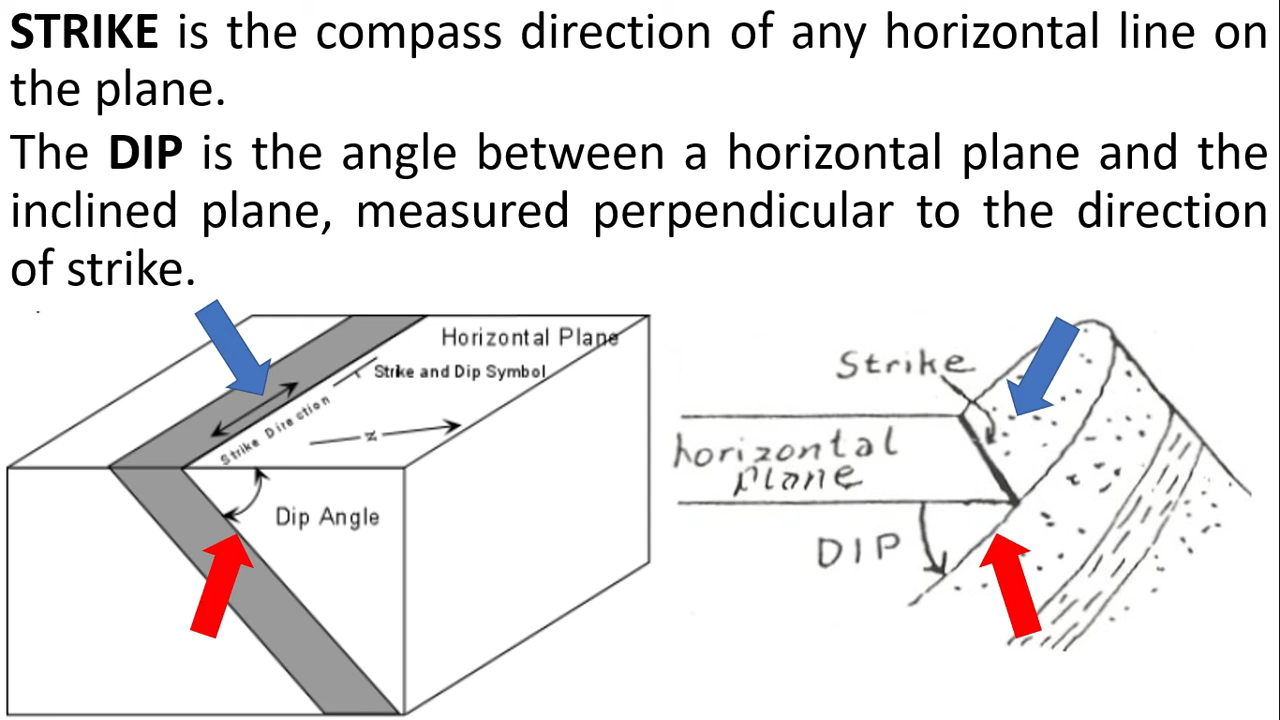 STRIKE is the compass direction of any horizontal line on
the plane.
The DIP is the angle between a horizontal plane and the
inclined plane, measured perpendicular to the direction
of strike.
Horizontal Plane
Strike and Dip Symbol
Strike Direction
N
Dip Angle
Strike
horizontal
plane
DIP